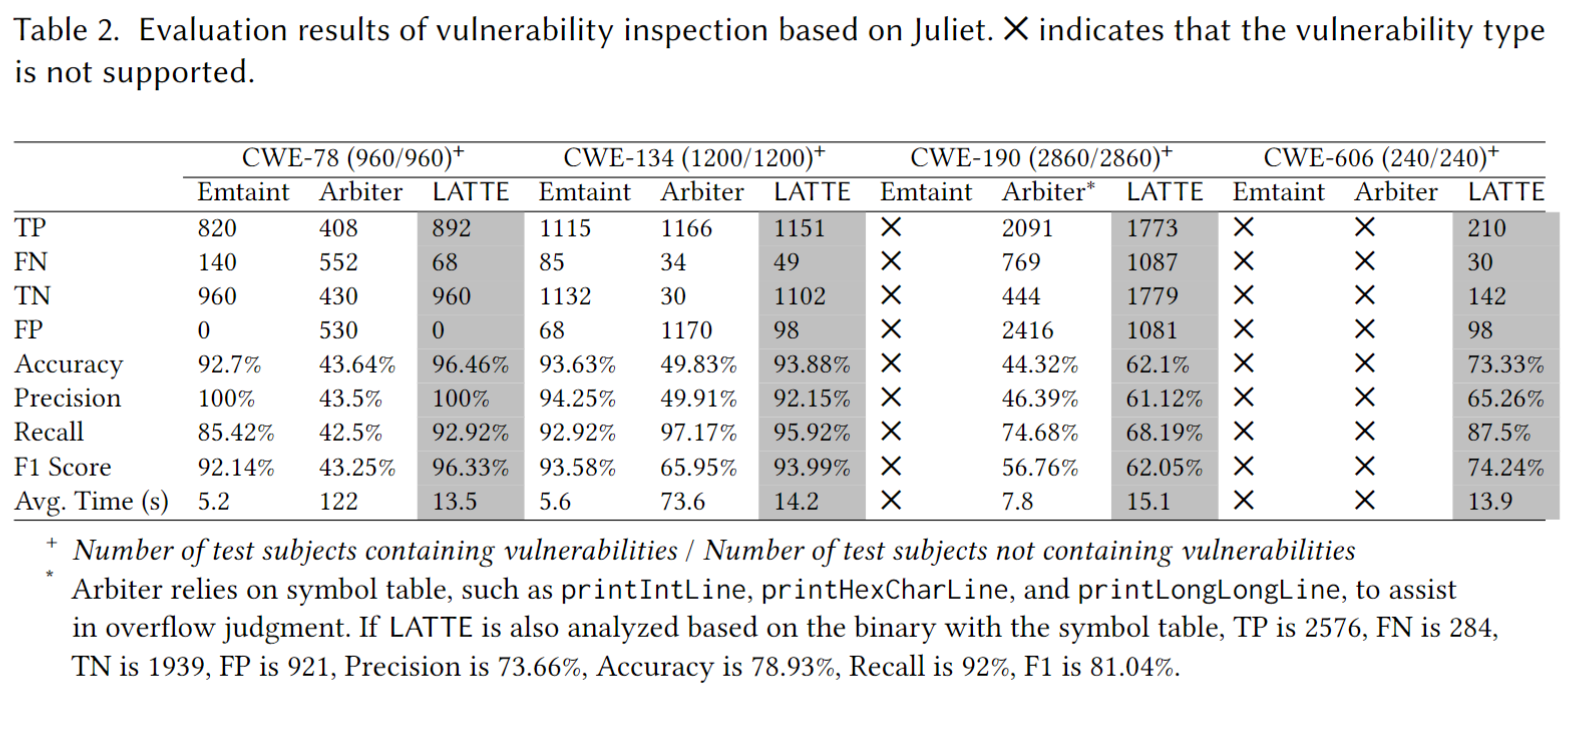 Table 2. Evaluation results of vulnerability inspection based on Juliet. ✕ indicates that the vulnerability type
is not supported.
CWE-78 (960/960)+ CWE-134 (1200/1200)+ CWE-190 (2860/2860)+ CWE-606 (240/240)+
Emtaint Arbiter LATTE Emtaint Arbiter LATTE Emtaint Arbiter* LATTE Emtaint Arbiter LATTE
TP 820 408 892 1115 1166 1151 ✕ 2091 1773 ✕ ✕ 210
FN 140 552 68 85 34 49 ✕ 769 1087 ✕ ✕ 30
TN 960 430 960 1132 30 1102 ✕ 444 1779 ✕ ✕ 142
FP 0 530 0 68 1170 98 ✕ 2416 1081 ✕ ✕ 98
Accuracy 92.7% 43.64% 96.46% 93.63% 49.83% 93.88% ✕ 44.32% 62.1% ✕ ✕ 73.33%
Precision 100% 43.5% 100% 94.25% 49.91% 92.15% ✕ 46.39% 61.12% ✕ ✕ 65.26%
Recall 85.42% 42.5% 92.92% 92.92% 97.17% 95.92% ✕ 74.68% 68.19% ✕ ✕ 87.5%
F1 Score 92.14% 43.25% 96.33% 93.58% 65.95% 93.99% ✕ 56.76% 62.05% ✕ ✕ 74.24%
Avg. Time (s) 5.2 122 13.5 5.6 73.6 14.2 ✕ 7.8 15.1 ✕ ✕ 13.9
+ Number of test subjects containing vulnerabilities / Number of test subjects not containing vulnerabilities
* Arbiter relies on symbol table, such as printIntLine, printHexCharLine, and printLongLongLine, to assist
in overflow judgment. If LATTE is also analyzed based on the binary with the symbol table, TP is 2576, FN is 284,
TN is 1939, FP is 921, Precision is 73.66%, Accuracy is 78.93%, Recall is 92%, F1 is 81.04%.